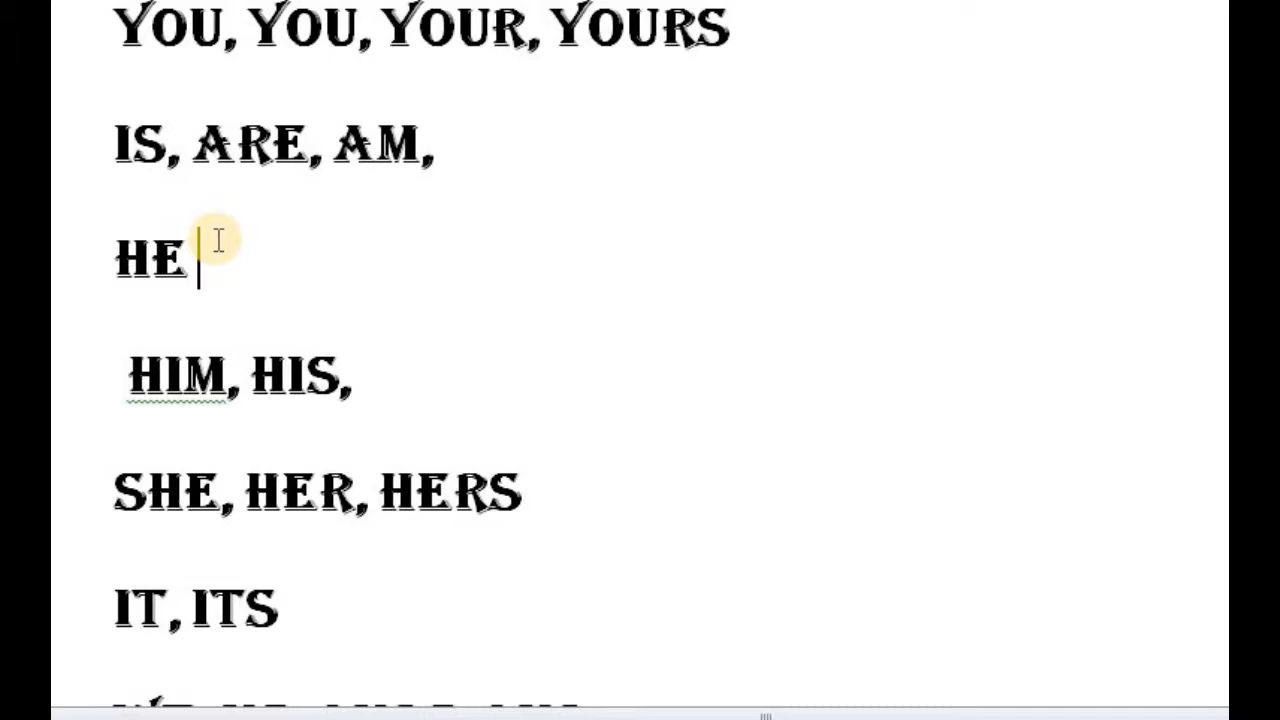 YOU, YOU, YOUR, YOURS
IS, ARE, AM,
HE
HIM, HIS,
SHE, HER, HERS
IT, ITS